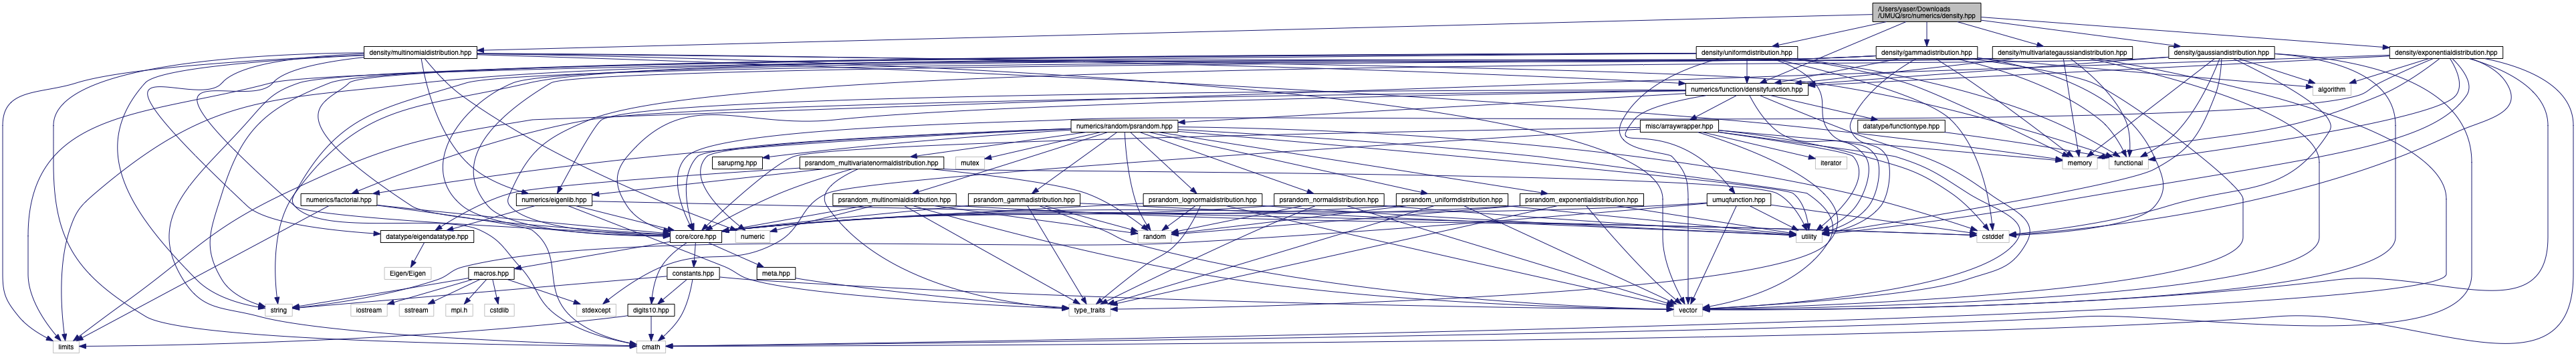 /Users/yaser/Downloads
/UMUQ/src/numerics/density.hpp
density/multinomialdistribution.hpp
density/uniformdistribution.hpp
density/gammadistribution.hpp
density/multivariategaussiandistribution.hpp
density/gaussiandistribution.hpp
density/exponentialdistribution.hpp
numerics/function/densityfunction.hpp
algorithm
numerics/random/psrandom.hpp
misc/arraywrapper.hpp
datatype/functiontype.hpp
saruprng.hpp
psrandom_multivariatenormaldistribution.hpp
mutex
iterator
memory
functional
numerics/factorial.hpp
numerics/eigenlib.hpp
psrandom_multinomialdistribution.hpp
psrandom_gammadistribution.hpp
psrandom_lognormaldistribution.hpp
psrandom_normaldistribution.hpp
psrandom_uniformdistribution.hpp
psrandom_exponentialdistribution.hpp
umuqfunction.hpp
datatype/eigendatatype.hpp
core/core.hpp
numeric
random
utility
cstddef
Eigen/Eigen
macros.hpp
constants.hpp
meta.hpp
string
iostream
sstream
mpi.h
cstdlib
stdexcept
digits10.hpp
type_traits
vector
limits
cmath